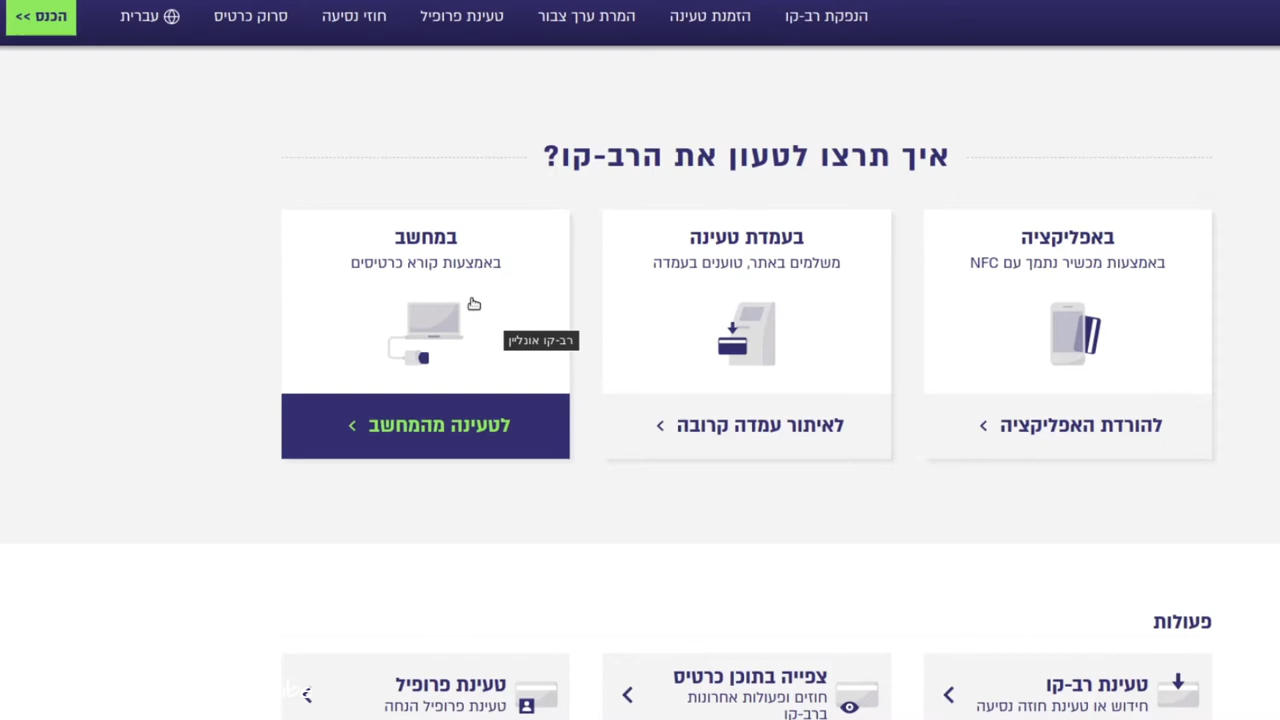 הנפקת רב-קו
הזמנת טעינה
המרת ערך צבור
טעינת פרופיל
חוזי נסיעה
סרוק כרטיס
עברית
הכנס >>
איך תרצו לטעון את הרב-קו?
באפליקציה
באמצעות מכשיר נתמך עם NFC
להורדת האפליקציה
בעמדת טעינה
משלמים באתר, טוענים בעמדה
לאיתור עמדה קרובה
במחשב
באמצעות קורא כרטיסים
רב-קו אונליין
לטעינה מהמחשב
פעולות
טעינת רב-קו
חידוש או טעינת חוזה נסיעה
צפייה בתוכן כרטיס
חוזים ופעולות אחרונות
ברב-קו
טעינת פרופיל
טעינת פרופיל הנחה